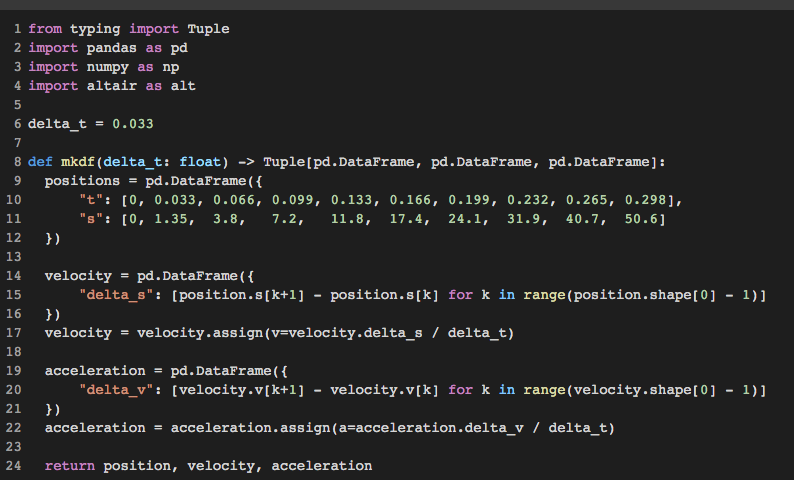 1 from typing import Tuple
2 import pandas as pd
3 import numpy as np
4 import altair as alt
5
6 delta_t = 0.033
7
8 def mkdf(delta_t: float) -> Tuple[pd.DataFrame, pd.DataFrame, pd.DataFrame]:
9   positions = pd.DataFrame({
10       "t": [0, 0.033, 0.066, 0.099, 0.133, 0.166, 0.199, 0.232, 0.265, 0.298],
11       "s": [0, 1.35,  3.8,   7.2,   11.8,  17.4,  24.1,  31.9,  40.7,  50.6]
12   })
13
14   velocity = pd.DataFrame({
15       "delta_s": [position.s[k+1] - position.s[k] for k in range(position.shape[0] - 1)]
16   })
17   velocity = velocity.assign(v=velocity.delta_s / delta_t)
18
19   acceleration = pd.DataFrame({
20       "delta_v": [velocity.v[k+1] - velocity.v[k] for k in range(velocity.shape[0] - 1)]
21   })
22   acceleration = acceleration.assign(a=acceleration.delta_v / delta_t)
23
24   return position, velocity, acceleration